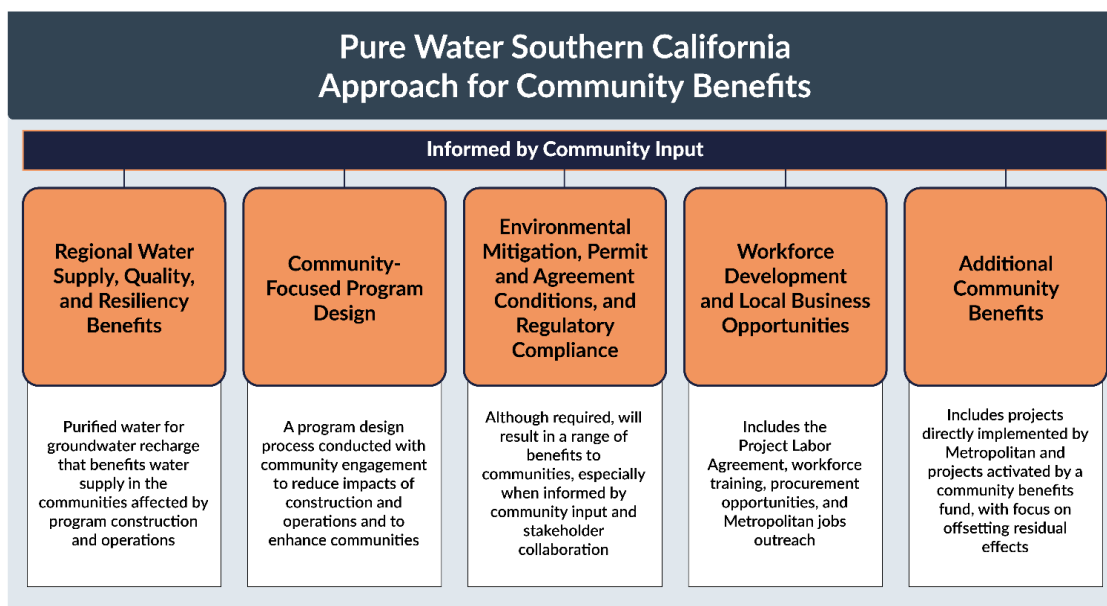 Pure Water Southern California
Approach for Community Benefits
Informed by Community Input
Regional Water
Supply, Quality,
and Resiliency
Benefits
Purified water for
groundwater recharge
that benefits water
supply in the
communities affected by
program construction
and operations
Community-
Focused Program
Design
A program design
process conducted with
community engagement
to reduce impacts of
construction and
operations and to
enhance communities
Environmental
Mitigation, Permit
and Agreement
Conditions, and
Regulatory
Compliance
Although required, will
result in a range of
benefits to
communities, especially
when informed by
community input and
stakeholder
collaboration
Workforce
Development
and Local Business
Opportunities
Includes the
Project Labor
Agreement, workforce
training, procurement
opportunities, and
Metropolitan jobs
outreach
Additional
Community
Benefits
Includes projects
directly implemented by
Metropolitan and
projects activated by a
community benefits
fund, with focus on
offsetting residual
effects